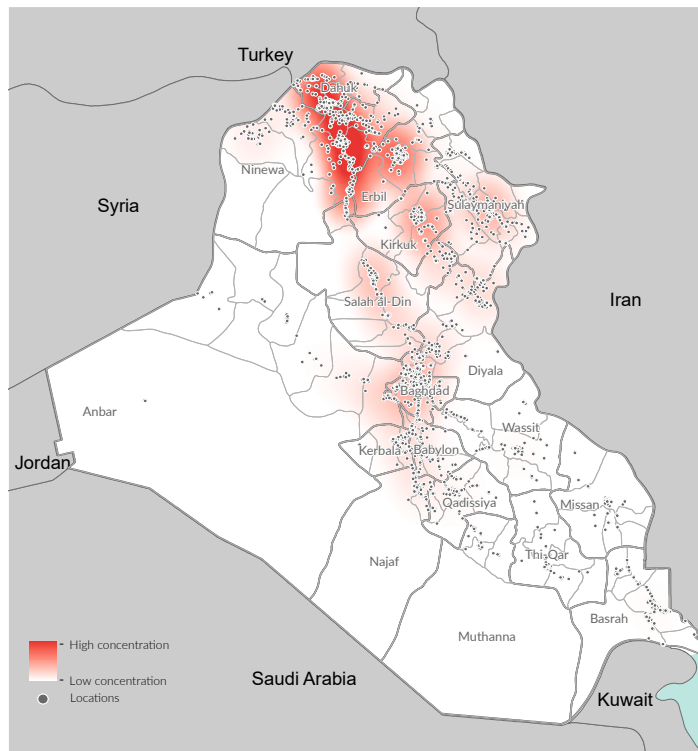 Turkey
Dahuk
Ninewa
Erbil
Syria
Sulaymaniyah
Kirkuk
Salah al-Din
Iran
Diyala
Baghdad
Anbar
Wassit
Kerbala
Babylon
Jordan
Qadissiya
Missan
Thi-Qar
Najaf
Basrah
Muthanna
High concentration
Low concentration
Locations
Saudi Arabia
Kuwait